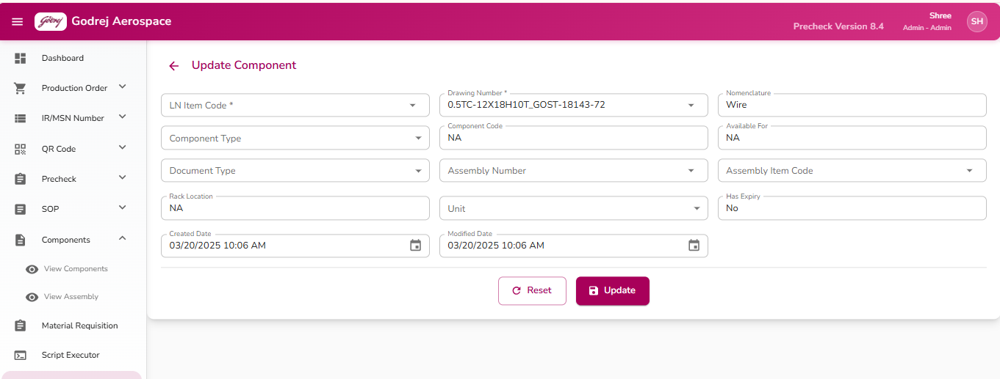 Godrej
Godrej Aerospace
Precheck Version 8.4
Shree
Admin - Admin
SH
Dashboard
Production Order
IR/MSN Number
QR Code
Precheck
SOP
Components
View Components
View Assembly
Material Requisition
Script Executor
Update Component
LN Item Code *
Drawing Number *
0.5TC-12X18H10T_GOST-18143-72
Nomenclature
Wire
Component Type
Component Code
NA
Available For
NA
Document Type
Assembly Number
Assembly Item Code
Rack Location
NA
Unit
Has Expiry
No
Created Date
03/20/2025 10:06 AM
Modified Date
03/20/2025 10:06 AM
Reset
Update